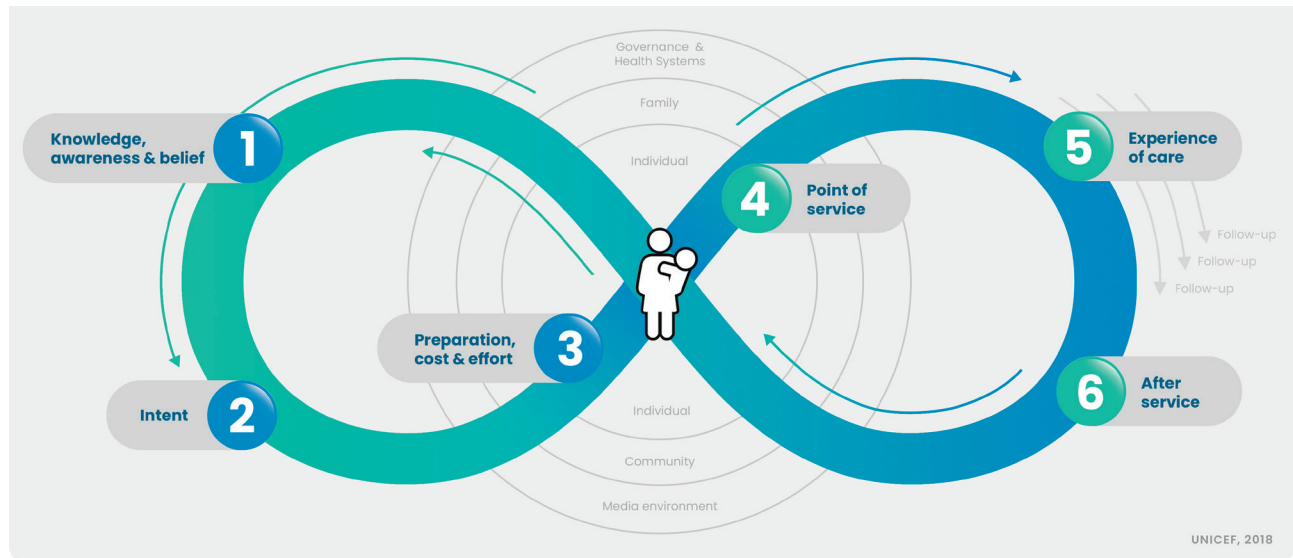 Governance &
Health Systems
Family
Individual
1
Knowledge,
awareness & belief
2
Intent
3
Preparation,
cost & effort
4
Point of
service
5
Experience
of care
Follow-up
Follow-up
Follow-up
6
After
service
Individual
Community
Media environment
UNICEF, 2018